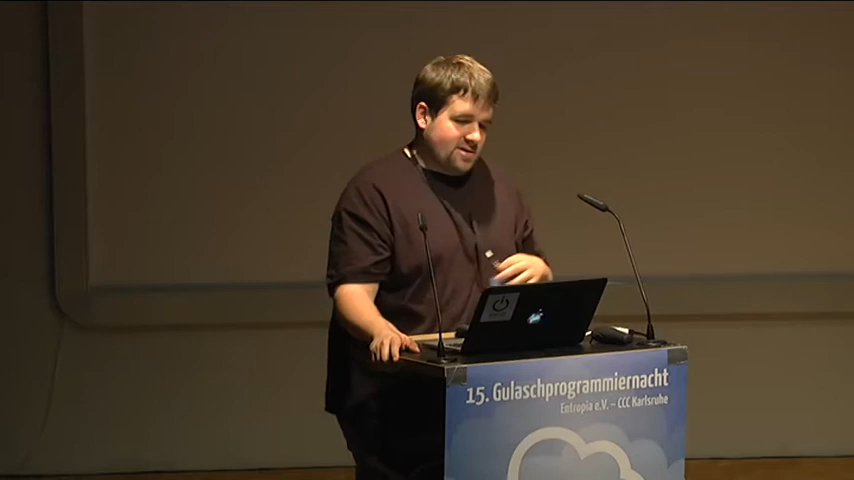 15. Gulaschprogrammiernacht
Entropia e.V. – CCC Karlsruhe